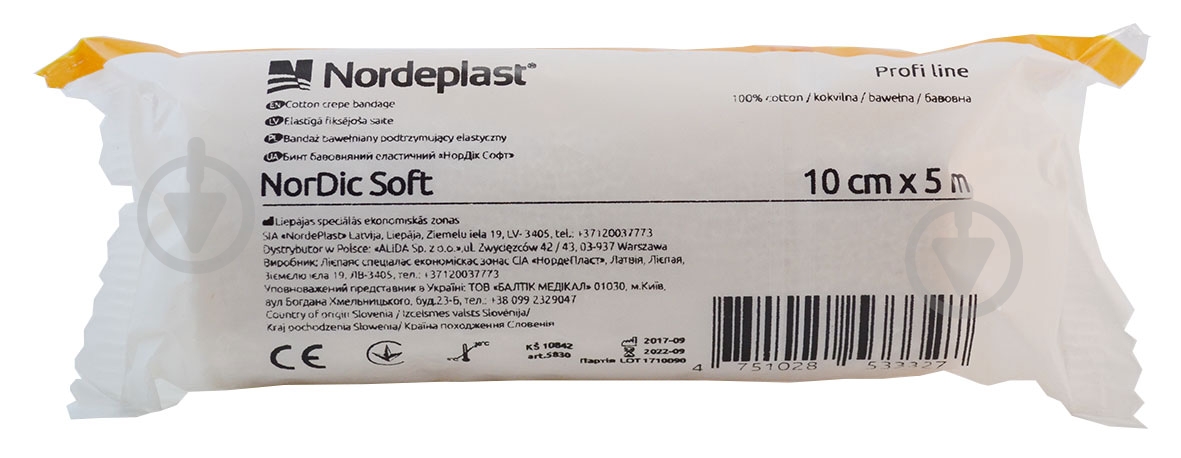 Nordeplast®
Profi line
100% cotton / kokvilna / bawełna / бавовна
EN Cotton crepe bandage
LV Elastīgā fiksējoša saite
PL Bandaż bawełniany podtrzymujący elastyczny
UA Бинт бавовняний еластичний «НорДік Софт»
NorDic Soft
10 cm x 5 m
Liepājas speciālās ekonomiskās zonas
SIA «NordePlast» Latvija, Liepāja, Ziemelu iela 19, LV- 3405, tel.: +37120037773
Dystrybutor w Polsce: «ALIDA Sp. z o.o.»,ul. Zwycięzców 42 / 43, 03-937 Warszawa
Виробник: Лієпаяс спеціалас економіскас зонас СІА «НордеПласт», Латвія, Лієпая,
Зіємелю іела 19, ЛВ-3405, тел.: +37120037773
Уповноважений представник в Україні: ТОВ «БАЛТІК МЕДІКАЛ» 01030, м.Київ,
вул Богдана Хмельницького, буд.23-Б, тел.: +38 099 2329047
Country of origin Slovenia / Izcelsmes valsts Slovēnija/
Kraj pochodzenia Słowenia/ Країна походження Словенія
CE
KŠ 10842
art.5830
2017-09
2022-09
Партія LOT 1710090
4 751028 533327